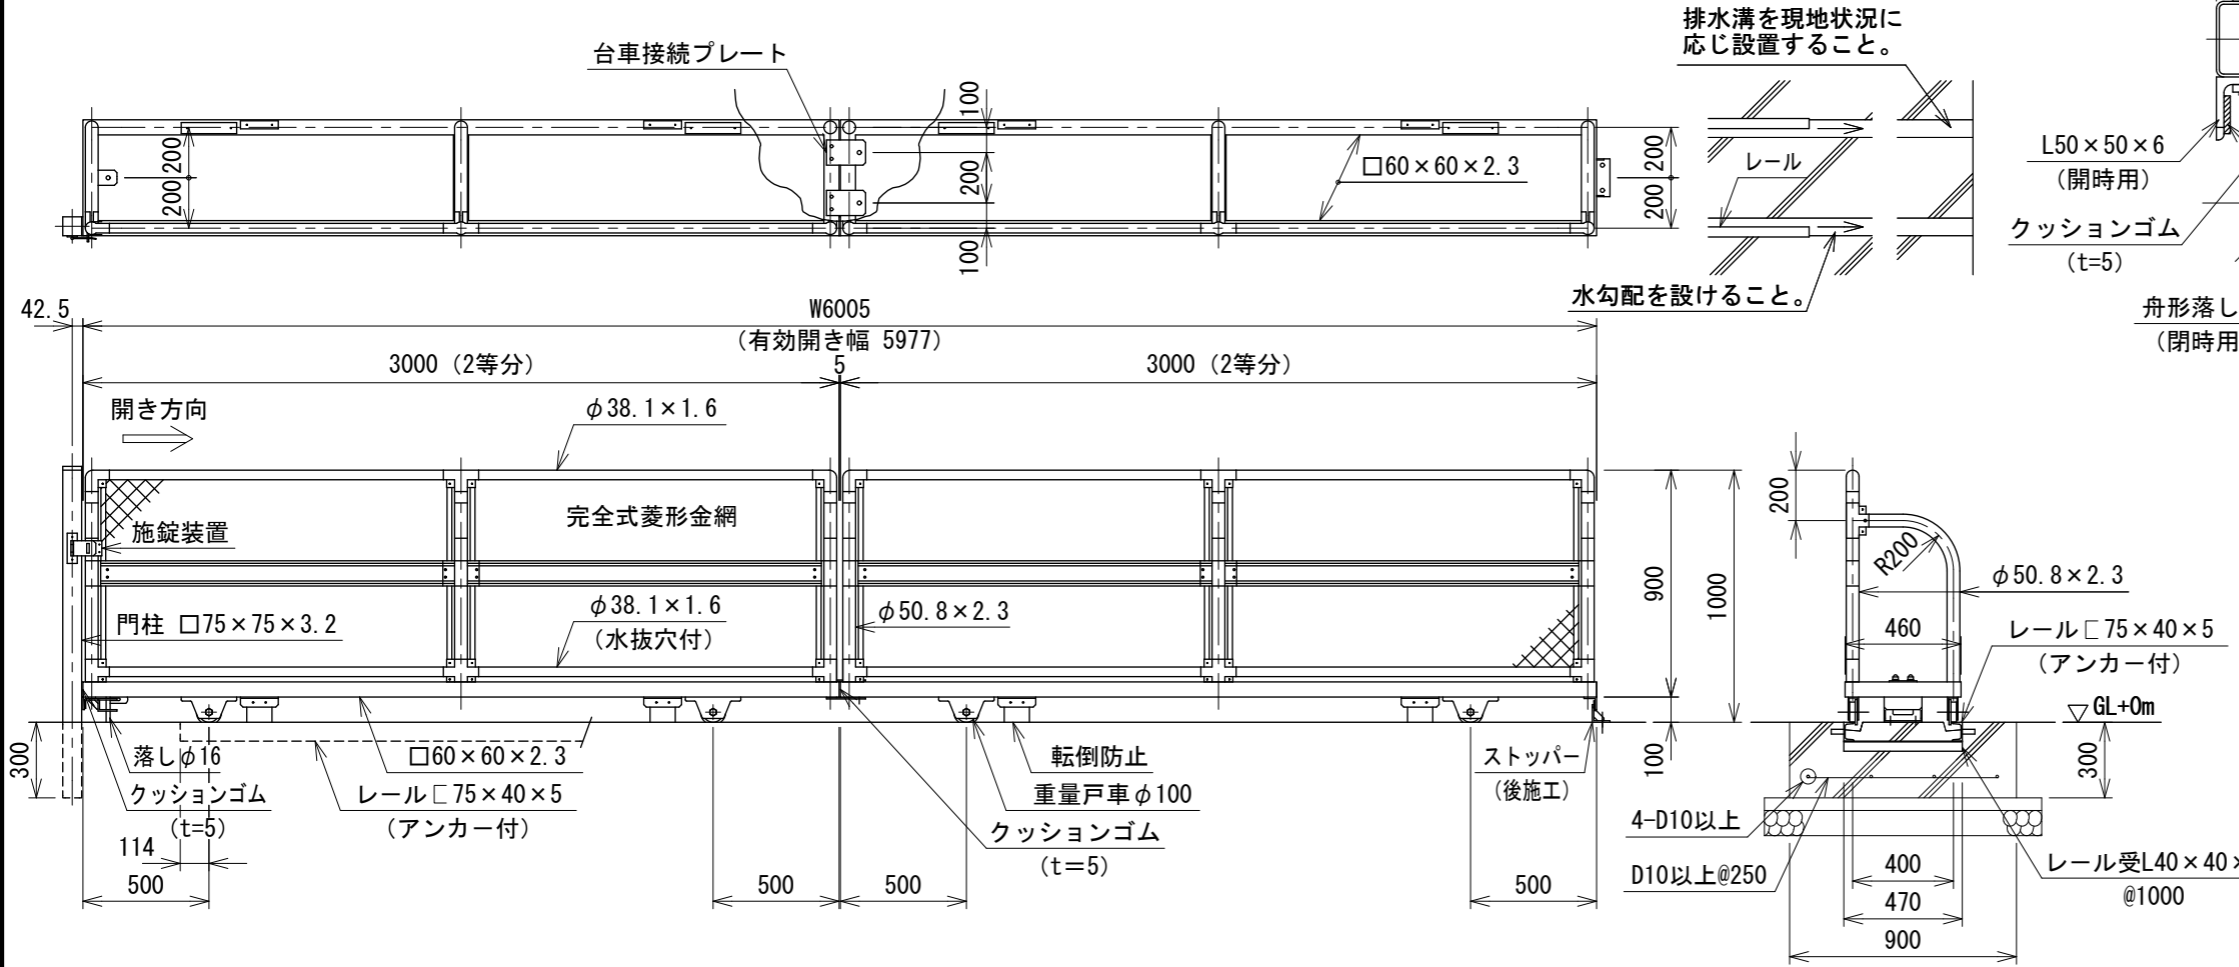 台車接続プレート
100
200
200
200
100
□60×60×2.3
200
200
排水溝を現地状況に
応じ設置すること。
レール
水勾配を設けること。
L50×50×6
(開時用)
クッションゴム
(t=5)
舟形落し
(閉時用
42.5
W6005
(有効開き幅 5977)
3000 (2等分)
5
3000 (2等分)
開き方向
φ38.1×1.6
完全式菱形金網
施錠装置
門柱 □75×75×3.2
φ38.1×1.6
(水抜穴付)
φ50.8×2.3
900
1000
100
300
落しφ16
クッションゴム
(t=5)
□60×60×2.3
レール⊏75×40×5
(アンカー付)
転倒防止
重量戸車φ100
クッションゴム
(t=5)
ストッパー
(後施工)
114
500
500
500
500
200
R200
φ50.8×2.3
460
レール⊏75×40×5
(アンカー付)
▽GL+0m
300
4-D10以上
D10以上@250
レール受L40×40×
@1000
400
470
900